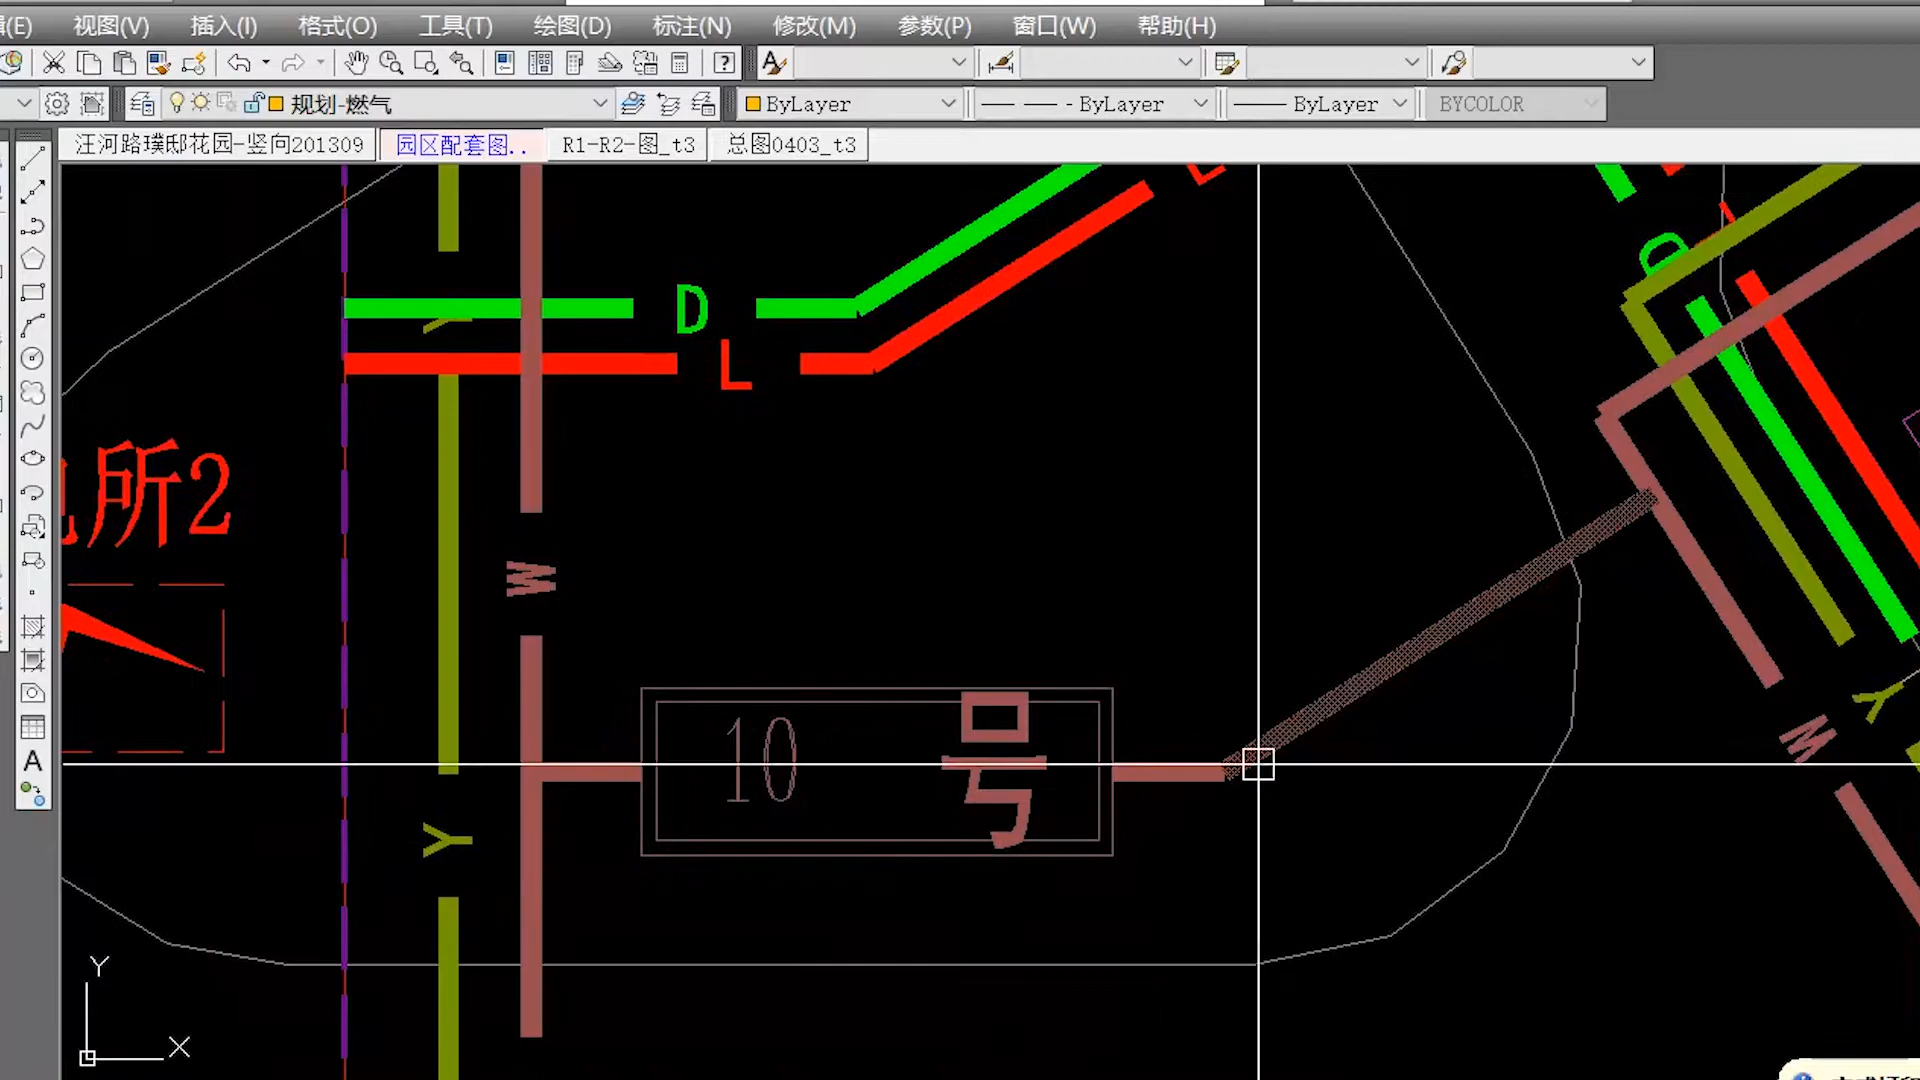 (E) 视图(V) 插入(I) 格式(O) 工具(T) 绘图(D) 标注(N) 修改(M) 参数(P) 窗口(W) 帮助(H)
规划-燃气 ByLayer ByLayer ByLayer BYCOLOR
汪河路璞邸花园-竖向201309 园区配套图.. R1-R2-图_t3 总图0403_t3
L
D
D
Y
L
所2
W
10 号
W
Y
Y
A
Y
X